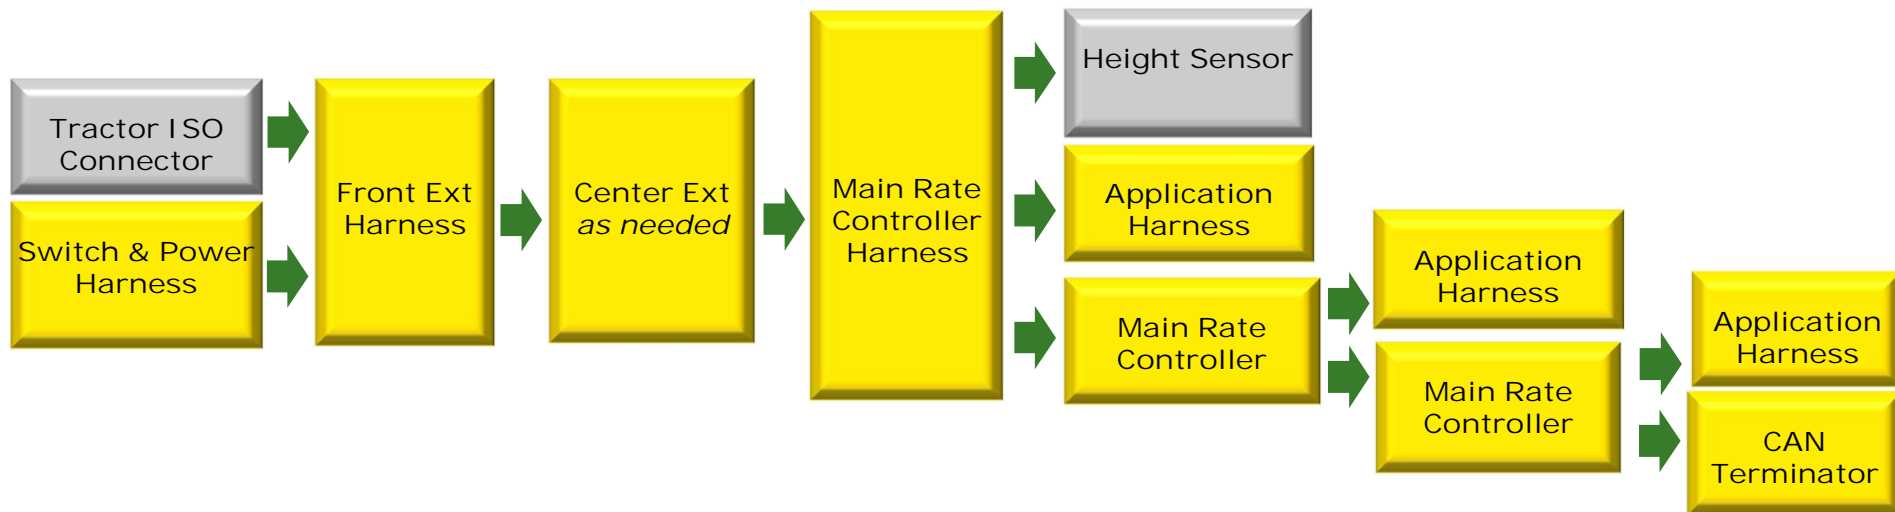 Tractor ISO
Connector
Switch & Power
Harness
Front Ext
Harness
Center Ext
as needed
Main Rate
Controller
Harness
Height Sensor
Application
Harness
Main Rate
Controller
Application
Harness
Main Rate
Controller
Application
Harness
CAN
Terminator